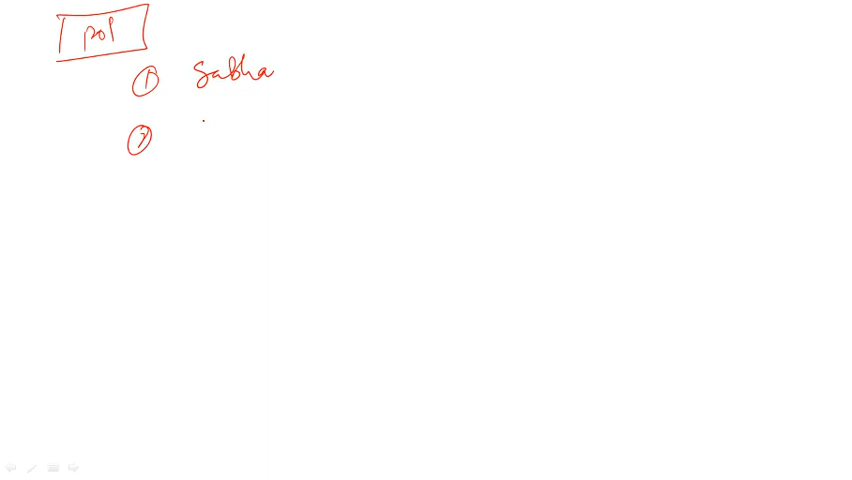 pol
① Sabha
②